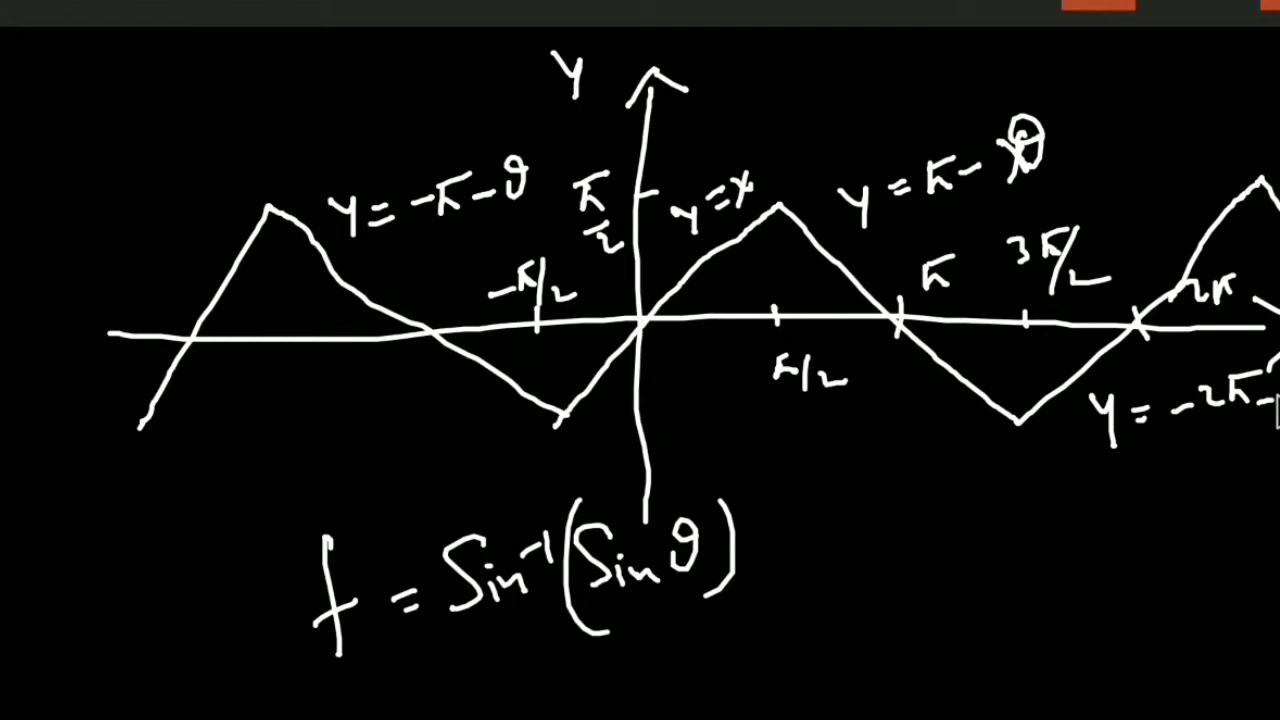 Y
y = -π - θ
π/2
y = x
y = π - θ
-π/2
π
3π/2
2π
π/2
y = -2π -
f = Sin⁻¹(Sin θ)